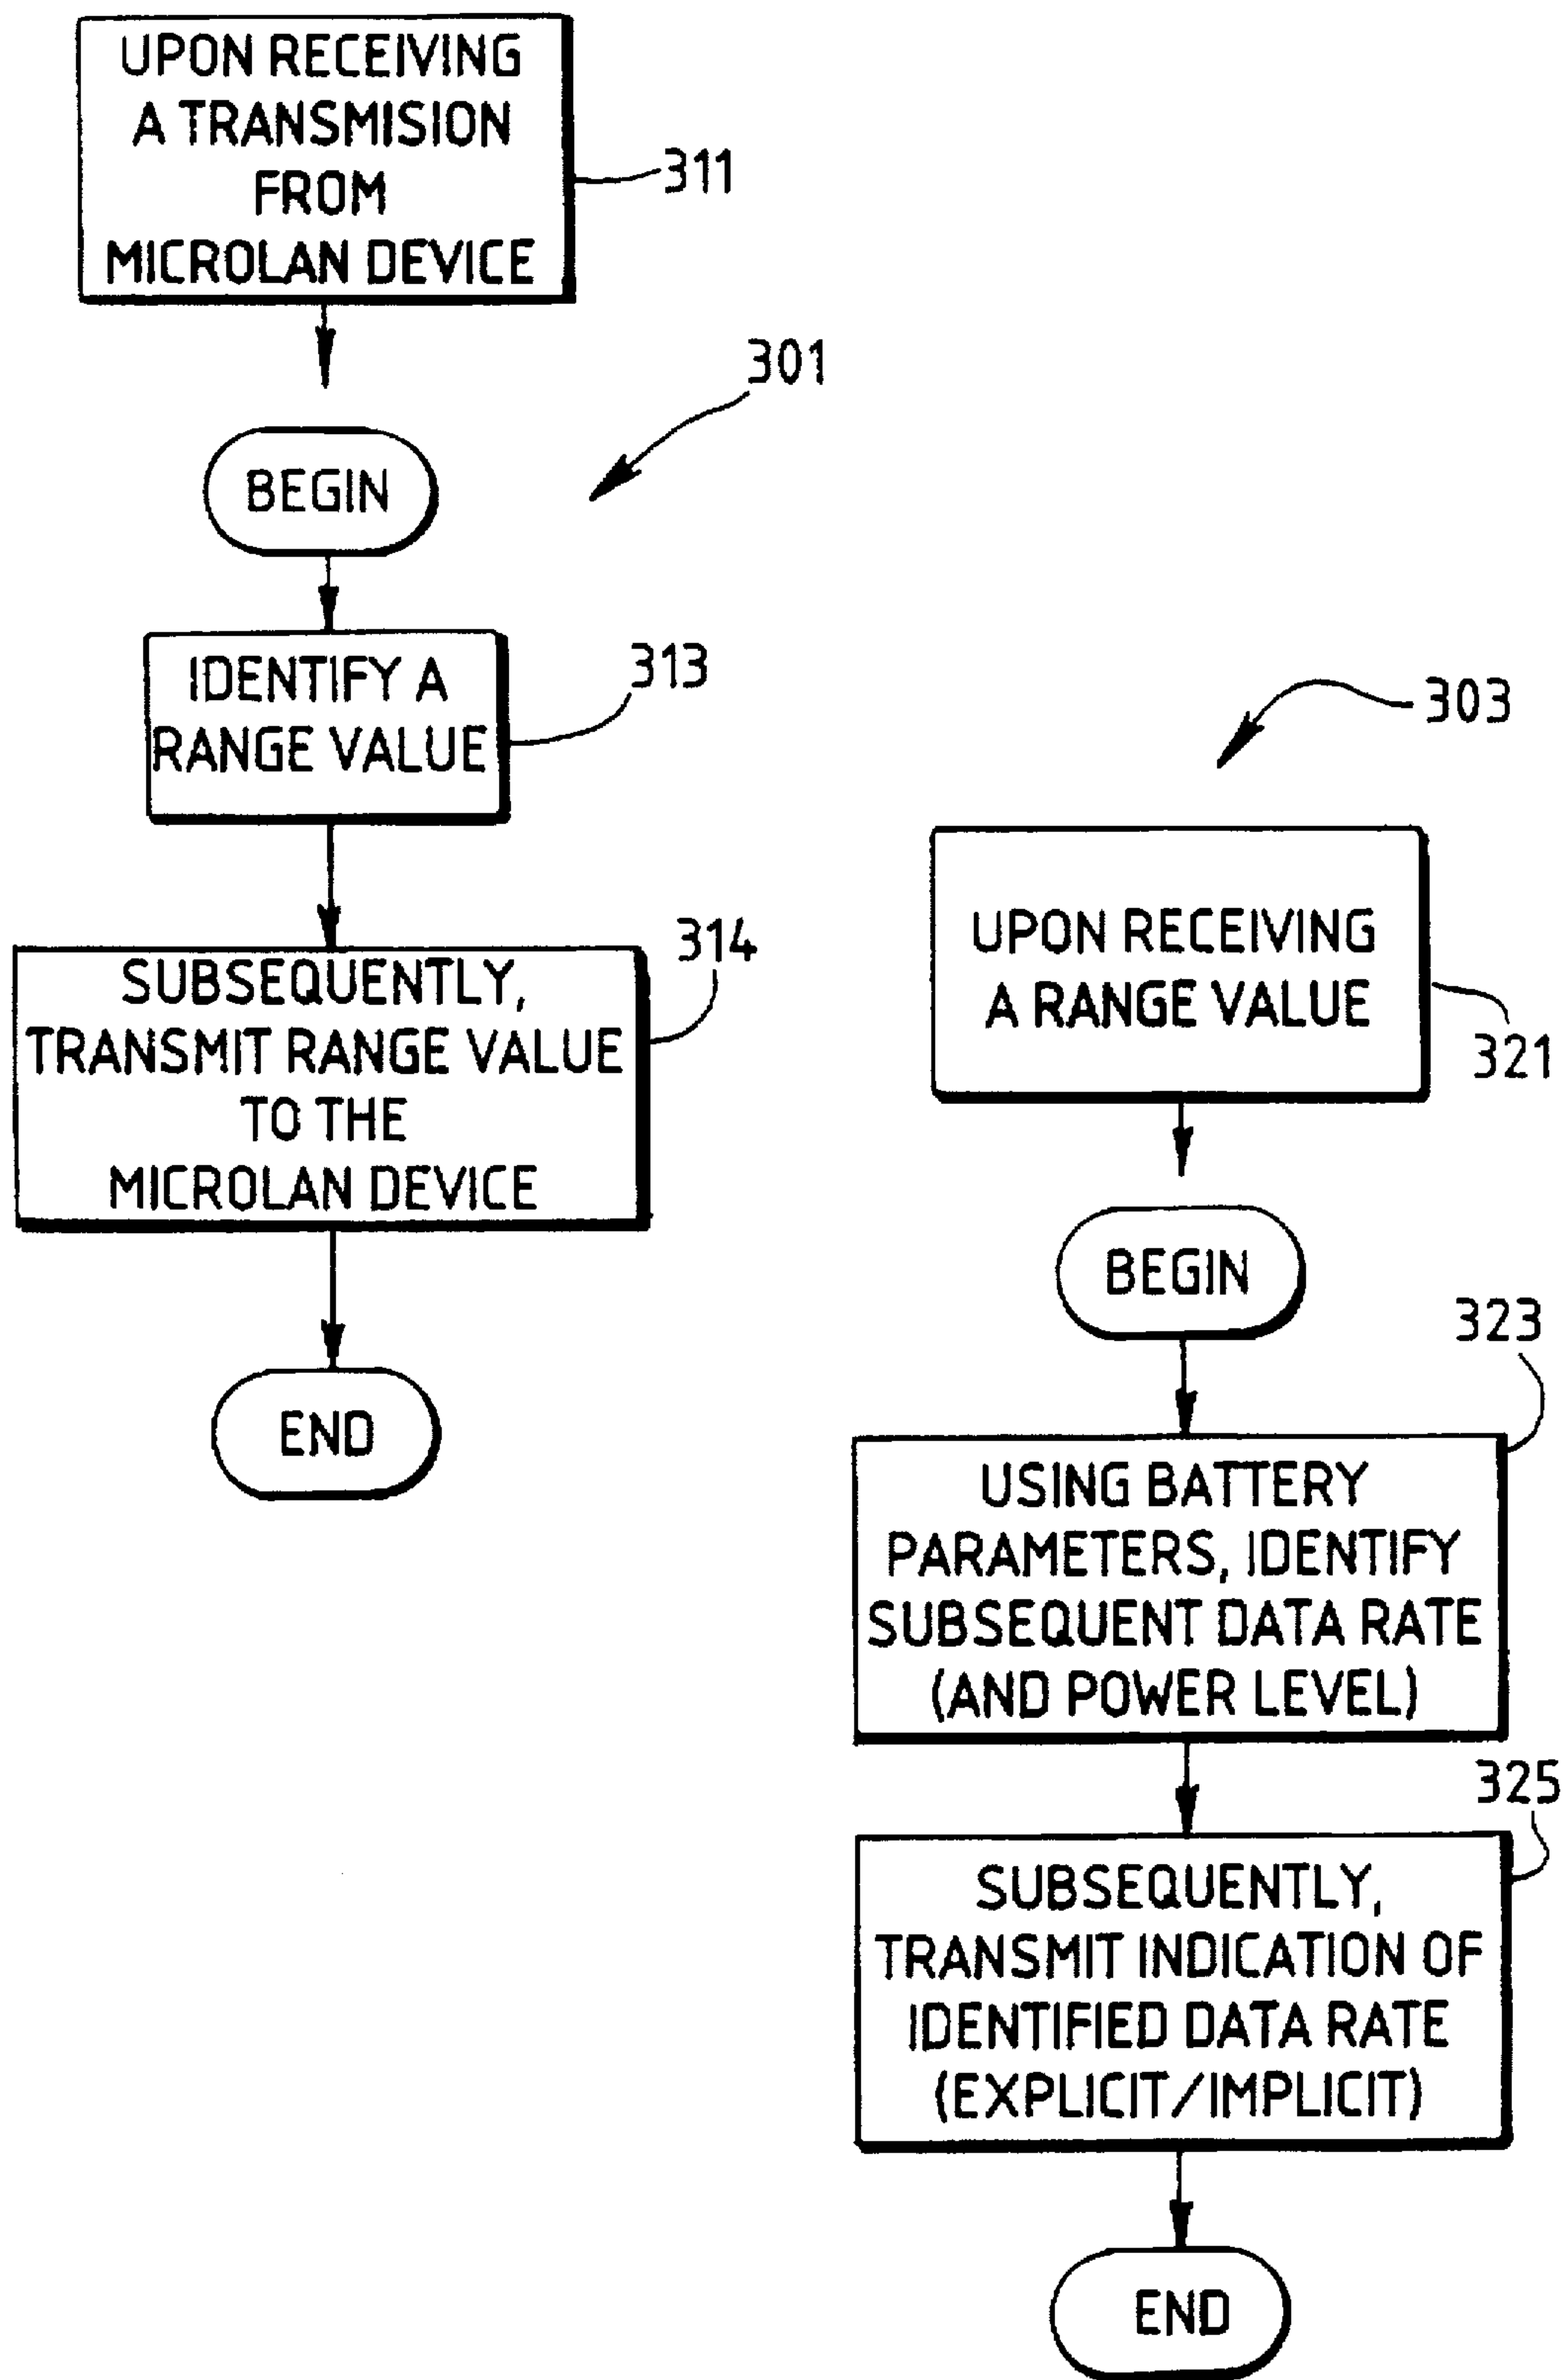 UPON RECEIVING
A TRANSMISION
FROM
MICROLAN DEVICE
311
301
BEGIN
IDENTIFY A
RANGE VALUE
313
SUBSEQUENTLY,
TRANSMIT RANGE VALUE
TO THE
MICROLAN DEVICE
314
END
303
UPON RECEIVING
A RANGE VALUE
321
BEGIN
323
USING BATTERY
PARAMETERS, IDENTIFY
SUBSEQUENT DATA RATE
(AND POWER LEVEL)
325
SUBSEQUENTLY,
TRANSMIT INDICATION OF
IDENTIFIED DATA RATE
(EXPLICIT/IMPLICIT)
END